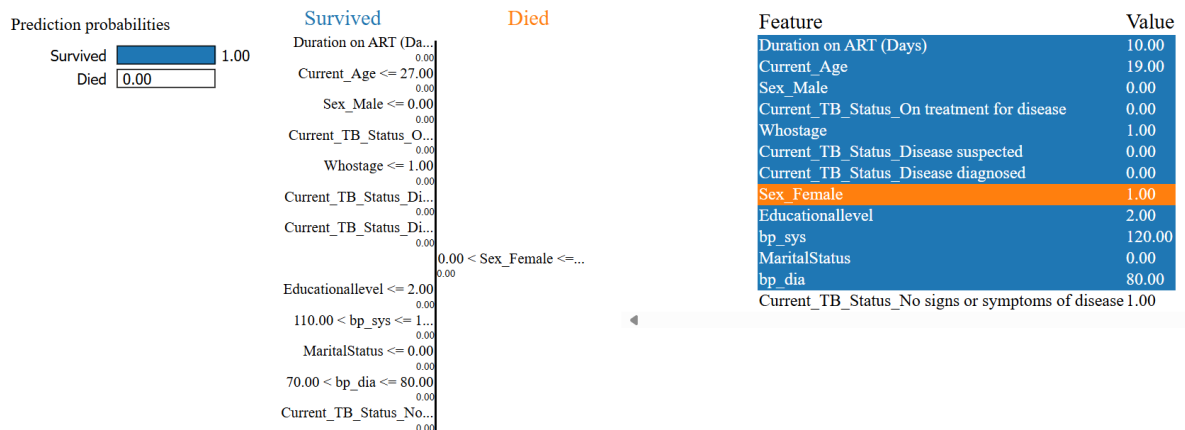 Prediction probabilities
Survived 1.00
Died 0.00
Survived Died
Duration on ART (Da...
0.00
Current_Age <= 27.00
0.00
Sex_Male <= 0.00
0.00
Current_TB_Status_O...
0.00
Whostage <= 1.00
0.00
Current_TB_Status_Di...
0.00
Current_TB_Status_Di...
0.00
0.00 < Sex_Female <=...
0.00
Educationallevel <= 2.00
0.00
110.00 < bp_sys <= 1...
0.00
MaritalStatus <= 0.00
0.00
70.00 < bp_dia <= 80.00
0.00
Current_TB_Status_No...
0.00
Feature Value
Duration on ART (Days) 10.00
Current_Age 19.00
Sex_Male 0.00
Current_TB_Status_On treatment for disease 0.00
Whostage 1.00
Current_TB_Status_Disease suspected 0.00
Current_TB_Status_Disease diagnosed 0.00
Sex_Female 1.00
Educationallevel 2.00
bp_sys 120.00
MaritalStatus 0.00
bp_dia 80.00
Current_TB_Status_No signs or symptoms of disease 1.00